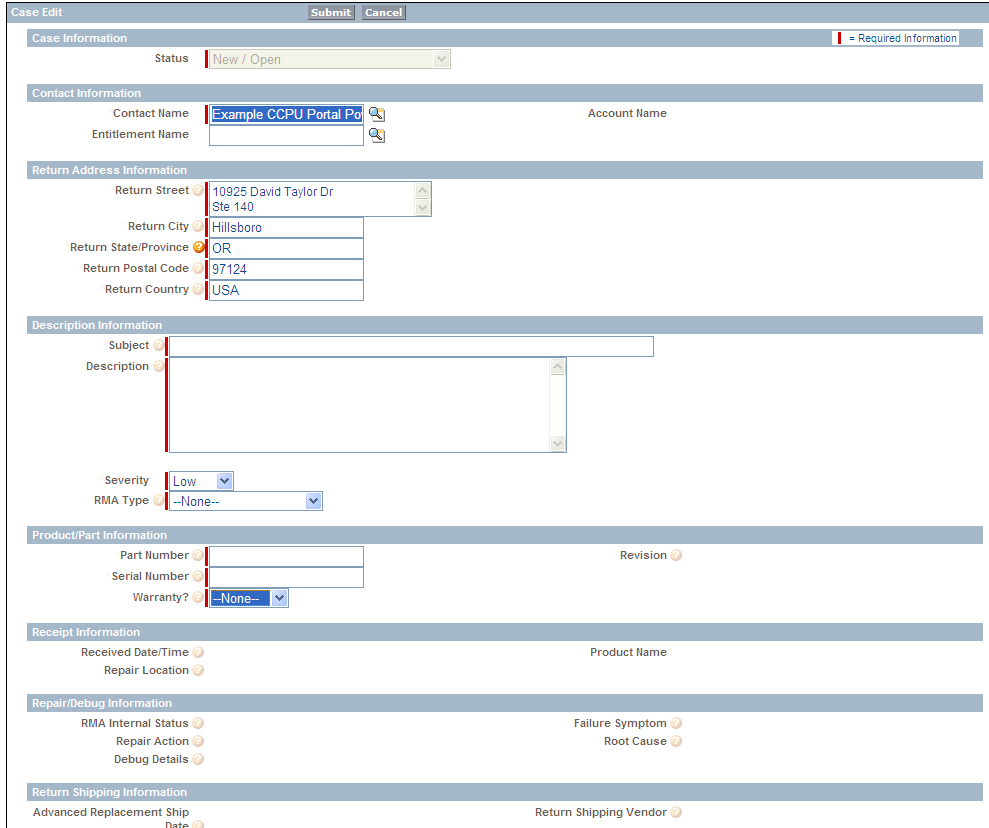 Case Edit
Submit Cancel
Case Information
= Required Information
Status New / Open
Contact Information
Contact Name Example CCPU Portal Po
Account Name
Entitlement Name
Return Address Information
Return Street 10925 David Taylor Dr
Ste 140
Return City Hillsboro
Return State/Province OR
Return Postal Code 97124
Return Country USA
Description Information
Subject
Description
Severity Low
RMA Type --None--
Product/Part Information
Part Number
Revision
Serial Number
Warranty? --None--
Receipt Information
Received Date/Time
Product Name
Repair Location
Repair/Debug Information
RMA Internal Status
Failure Symptom
Repair Action
Root Cause
Debug Details
Return Shipping Information
Advanced Replacement Ship
Return Shipping Vendor
Date